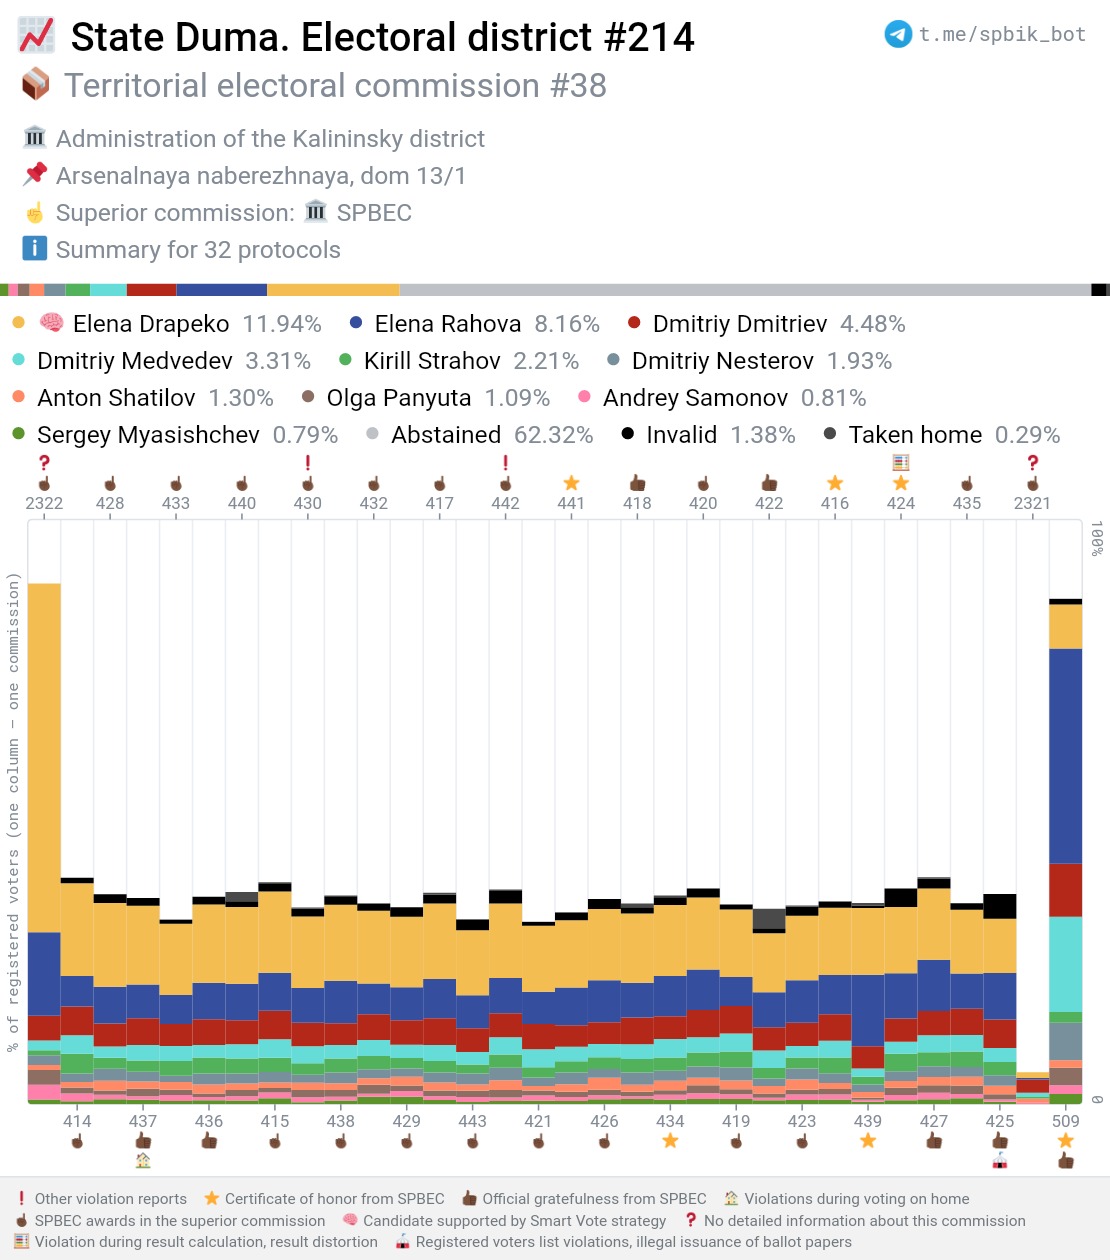 State Duma. Electoral district #214
t.me/spbik_bot
Territorial electoral commission #38
Administration of the Kalininsky district
Arsenalnaya naberezhnaya, dom 13/1
Superior commission: SPBEC
Summary for 32 protocols
Elena Drapeko 11.94% Elena Rahova 8.16% Dmitriy Dmitriev 4.48%
Dmitriy Medvedev 3.31% Kirill Strahov 2.21% Dmitriy Nesterov 1.93%
Anton Shatilov 1.30% Olga Panyuta 1.09% Andrey Samonov 0.81%
Sergey Myasishchev 0.79% Abstained 62.32% Invalid 1.38% Taken home 0.29%
2322 428 433 440 430 432 417 442 441 418 420 422 416 424 435 2321
100%
% of registered voters (one column – one commission)
0
414 437 436 415 438 429 443 421 426 434 419 423 439 427 425 509
Other violation reports Certificate of honor from SPBEC Official gratefulness from SPBEC Violations during voting on home
SPBEC awards in the superior commission Candidate supported by Smart Vote strategy No detailed information about this commission
Violation during result calculation, result distortion Registered voters list violations, illegal issuance of ballot papers